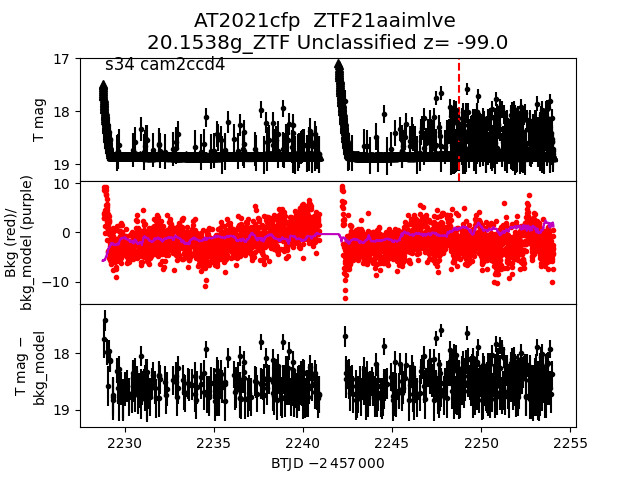 AT2021cfp  ZTF21aaimlve
20.1538g_ZTF Unclassified z= -99.0
s34 cam2ccd4
T mag
17
18
19
Bkg (red)/
bkg_model (purple)
10
0
−10
T mag −
bkg_model
18
19
2230
2235
2240
2245
2250
2255
BTJD −2 457 000